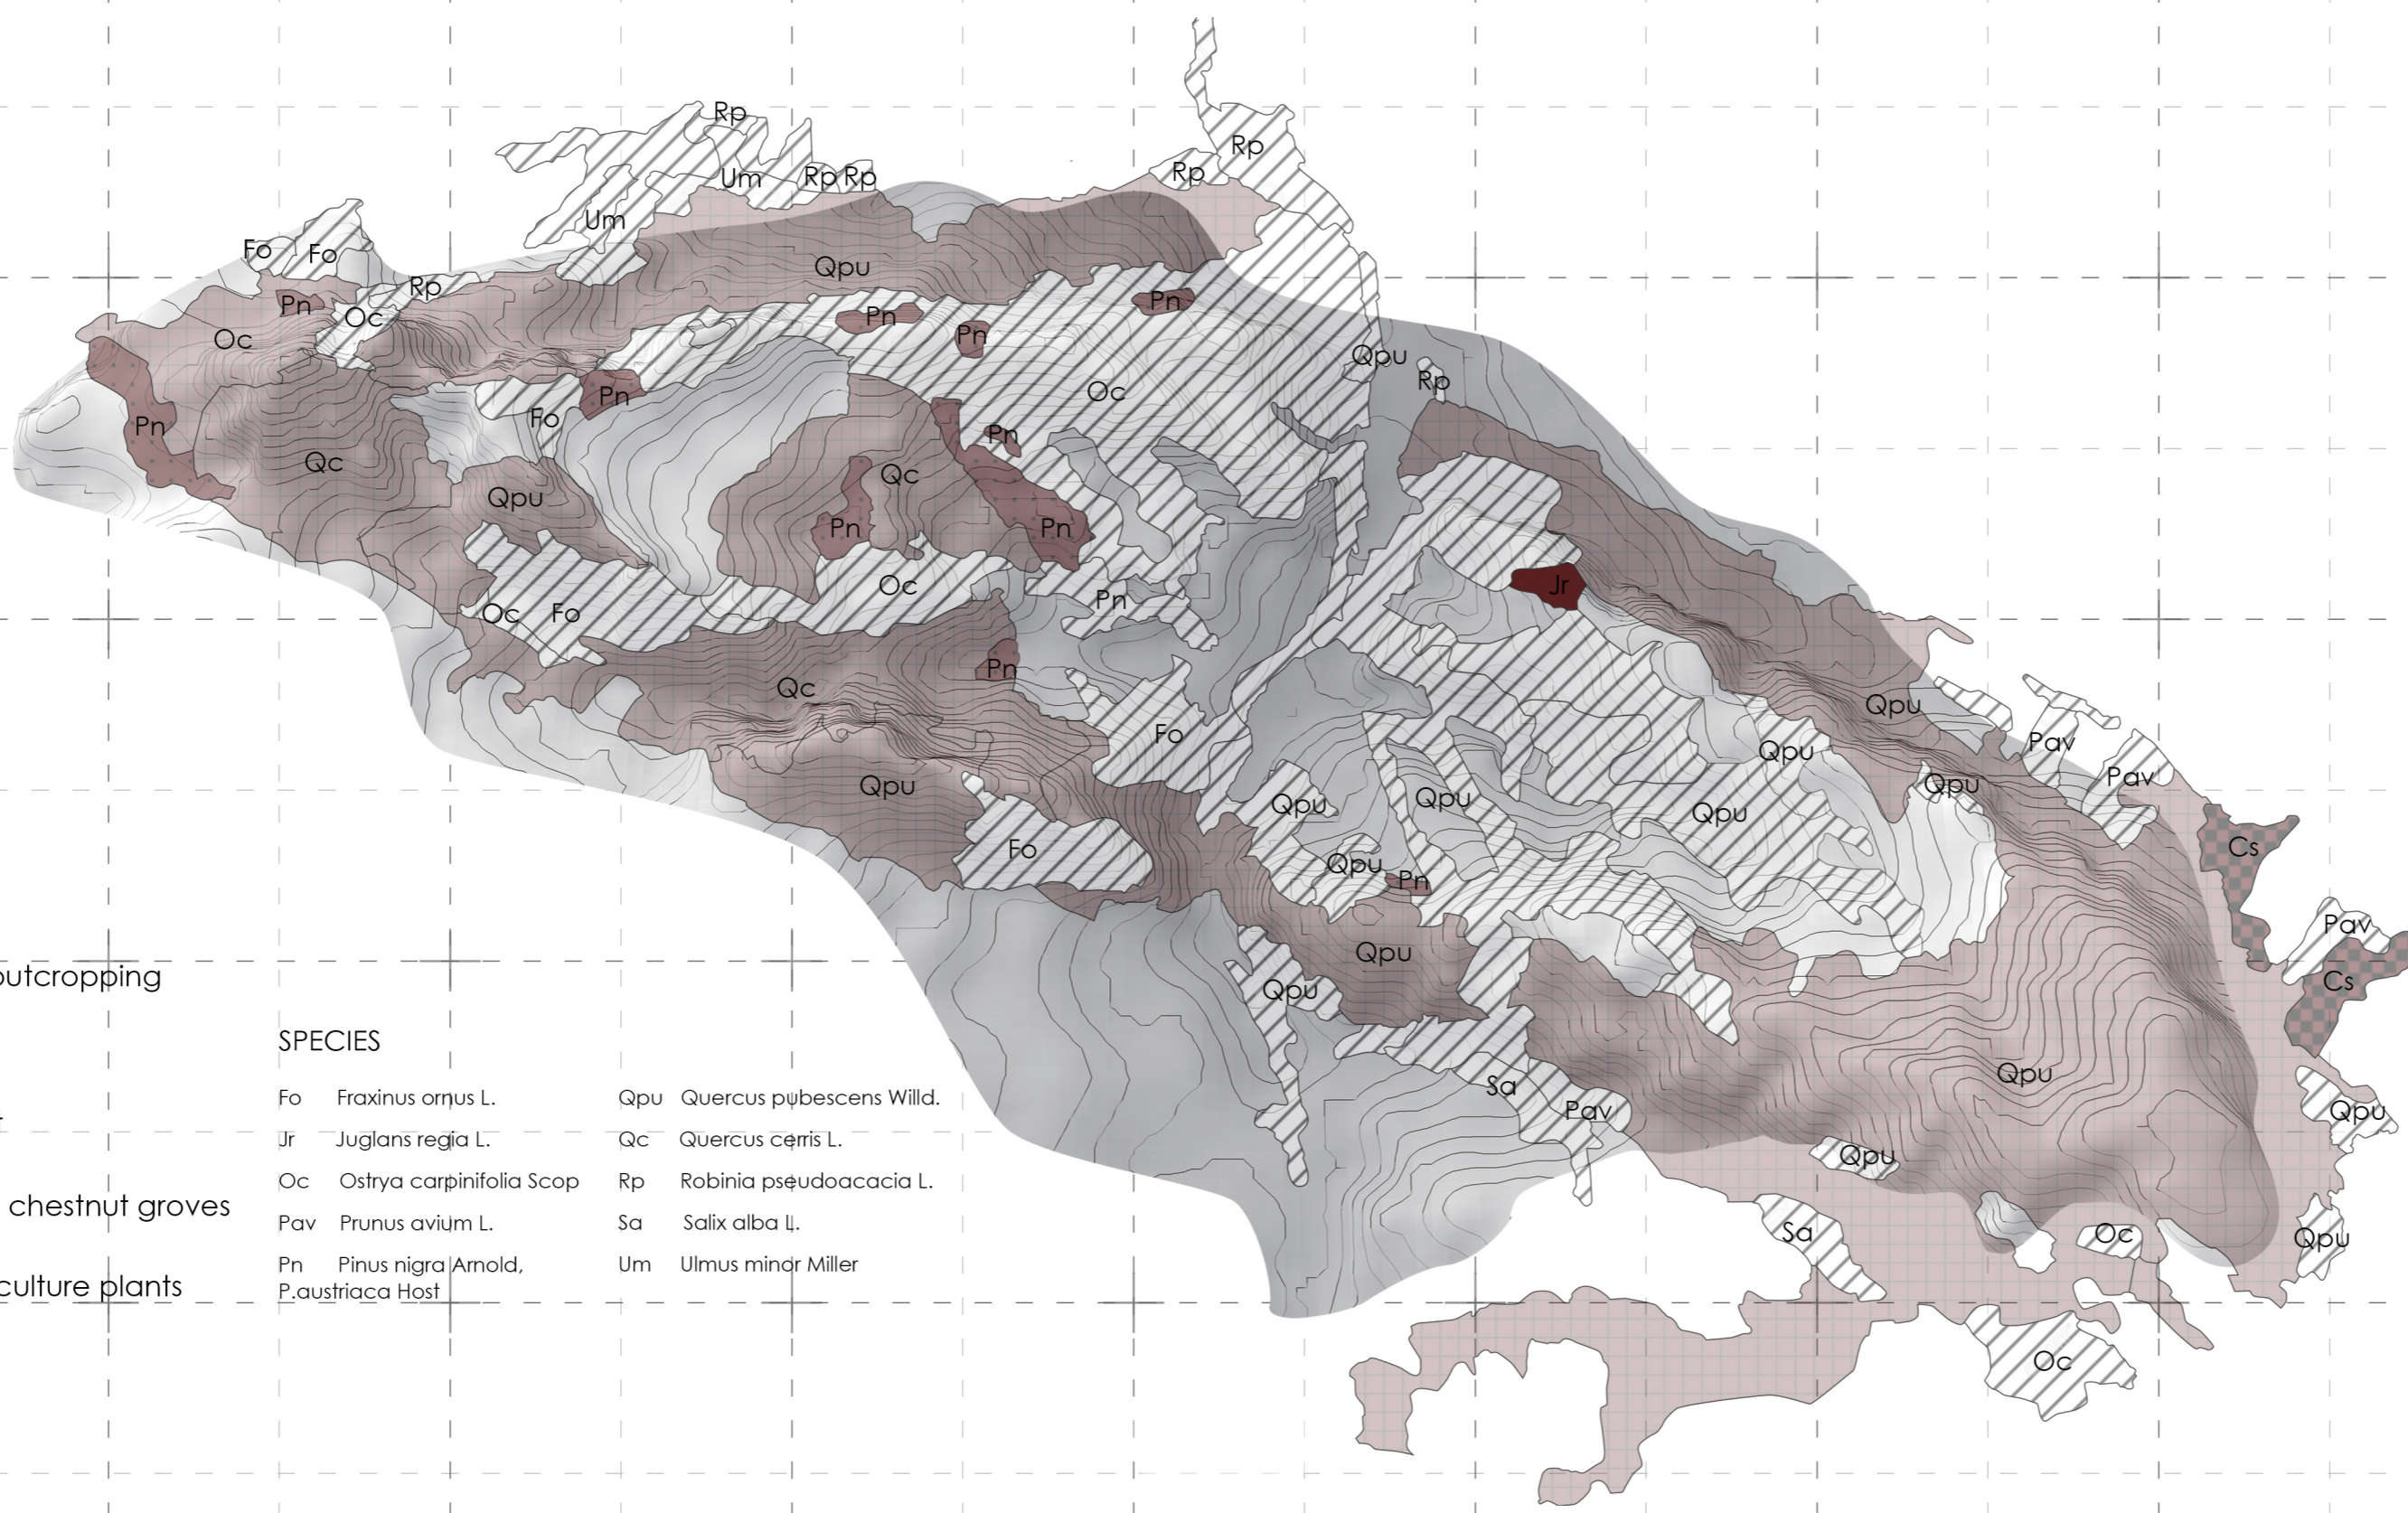 Rp
Rp
Rp
Um
Rp Rp
Um
Fo
Fo
Qpu
Rp
Pn
Pn
Oc
Pn
Pn
Oc
Qpu
Rp
Oc
Pn
Fo
Pn
Pn
Qc
Qc
Qpu
Pn
Pn
Oc
Jr
Pn
Oc
Fo
Pn
Qc
Qpu
Fo
Pav
Qpu
Pav
Qpu
Qpu
Qpu
Qpu
Qpu
Cs
Fo
Qpu
Pn
Pav
Qpu
Cs
Qpu
Qpu
Sa
Pav
Qpu
Qpu
Sa
Oc
Qpu
Oc
outcropping
chestnut groves
culture plants
SPECIES
Fo Fraxinus ornus L.
Jr Juglans regia L.
Oc Ostrya carpinifolia Scop
Pav Prunus avium L.
Pn Pinus nigra Arnold,
P.austriaca Host
Qpu Quercus pubescens Willd.
Qc Quercus cerris L.
Rp Robinia pseudoacacia L.
Sa Salix alba L.
Um Ulmus minor Miller